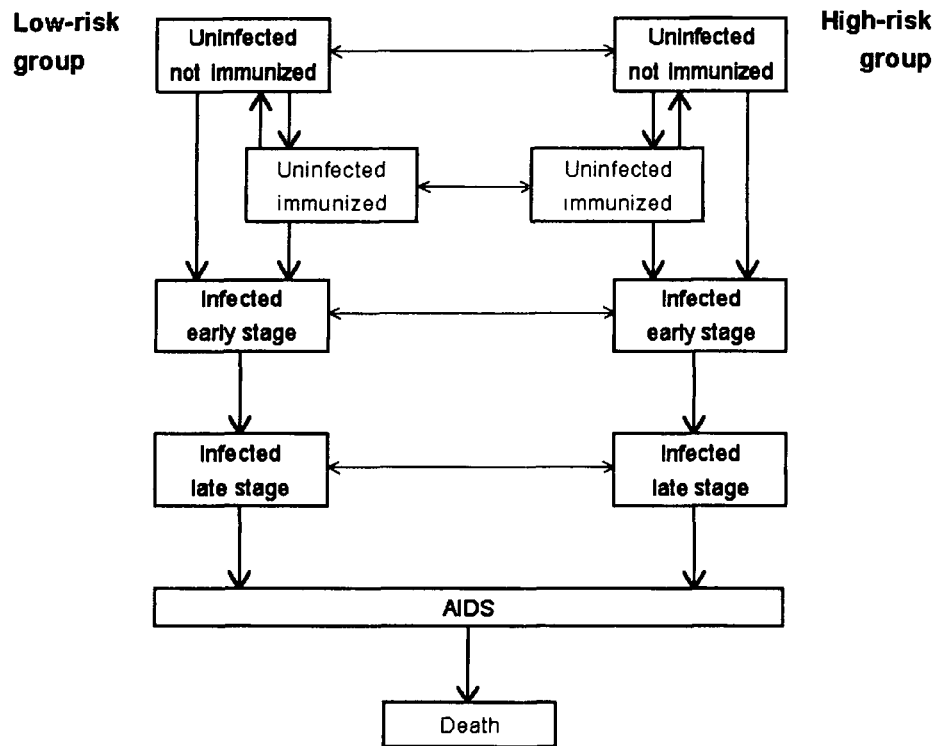 Low-risk
group
High-risk
group
Uninfected
not immunized
Uninfected
not immunized
Uninfected
immunized
Uninfected
immunized
Infected
early stage
Infected
early stage
Infected
late stage
Infected
late stage
AIDS
Death